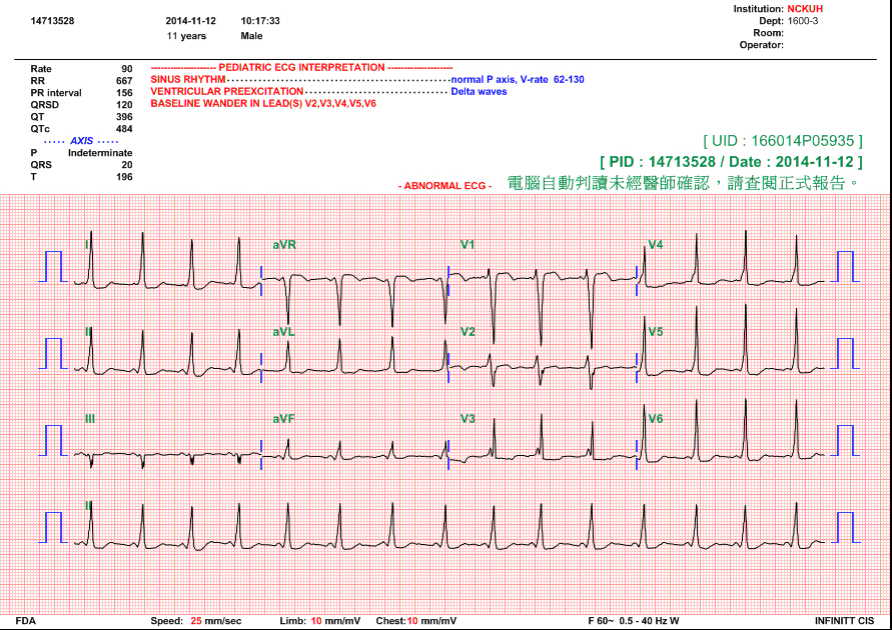 Institution: NCKUH
14713528 2014-11-12 10:17:33 Dept: 1600-3
11 years Male Room:
Operator:
Rate 90 -------------------- PEDIATRIC ECG INTERPRETATION --------------------
RR 667 SINUS RHYTHM--------------------normal P axis, V-rate 62-130
PR interval 156 VENTRICULAR PREEXCITATION-------------------- Delta waves
QRSD 120 BASELINE WANDER IN LEAD(S) V2,V3,V4,V5,V6
QT 396
QTc 484
----- AXIS -----
P Indeterminate
QRS 20
T 196
[ UID : 166014P05935 ]
[ PID : 14713528 / Date : 2014-11-12 ]
- ABNORMAL ECG - 電腦自動判讀未經醫師確認，請查閱正式報告。
I aVR V1 V4
II aVL V2 V5
III aVF V3 V6
II
FDA Speed: 25 mm/sec Limb: 10 mm/mV Chest:10 mm/mV F 60~ 0.5 - 40 Hz W INFINITT CIS